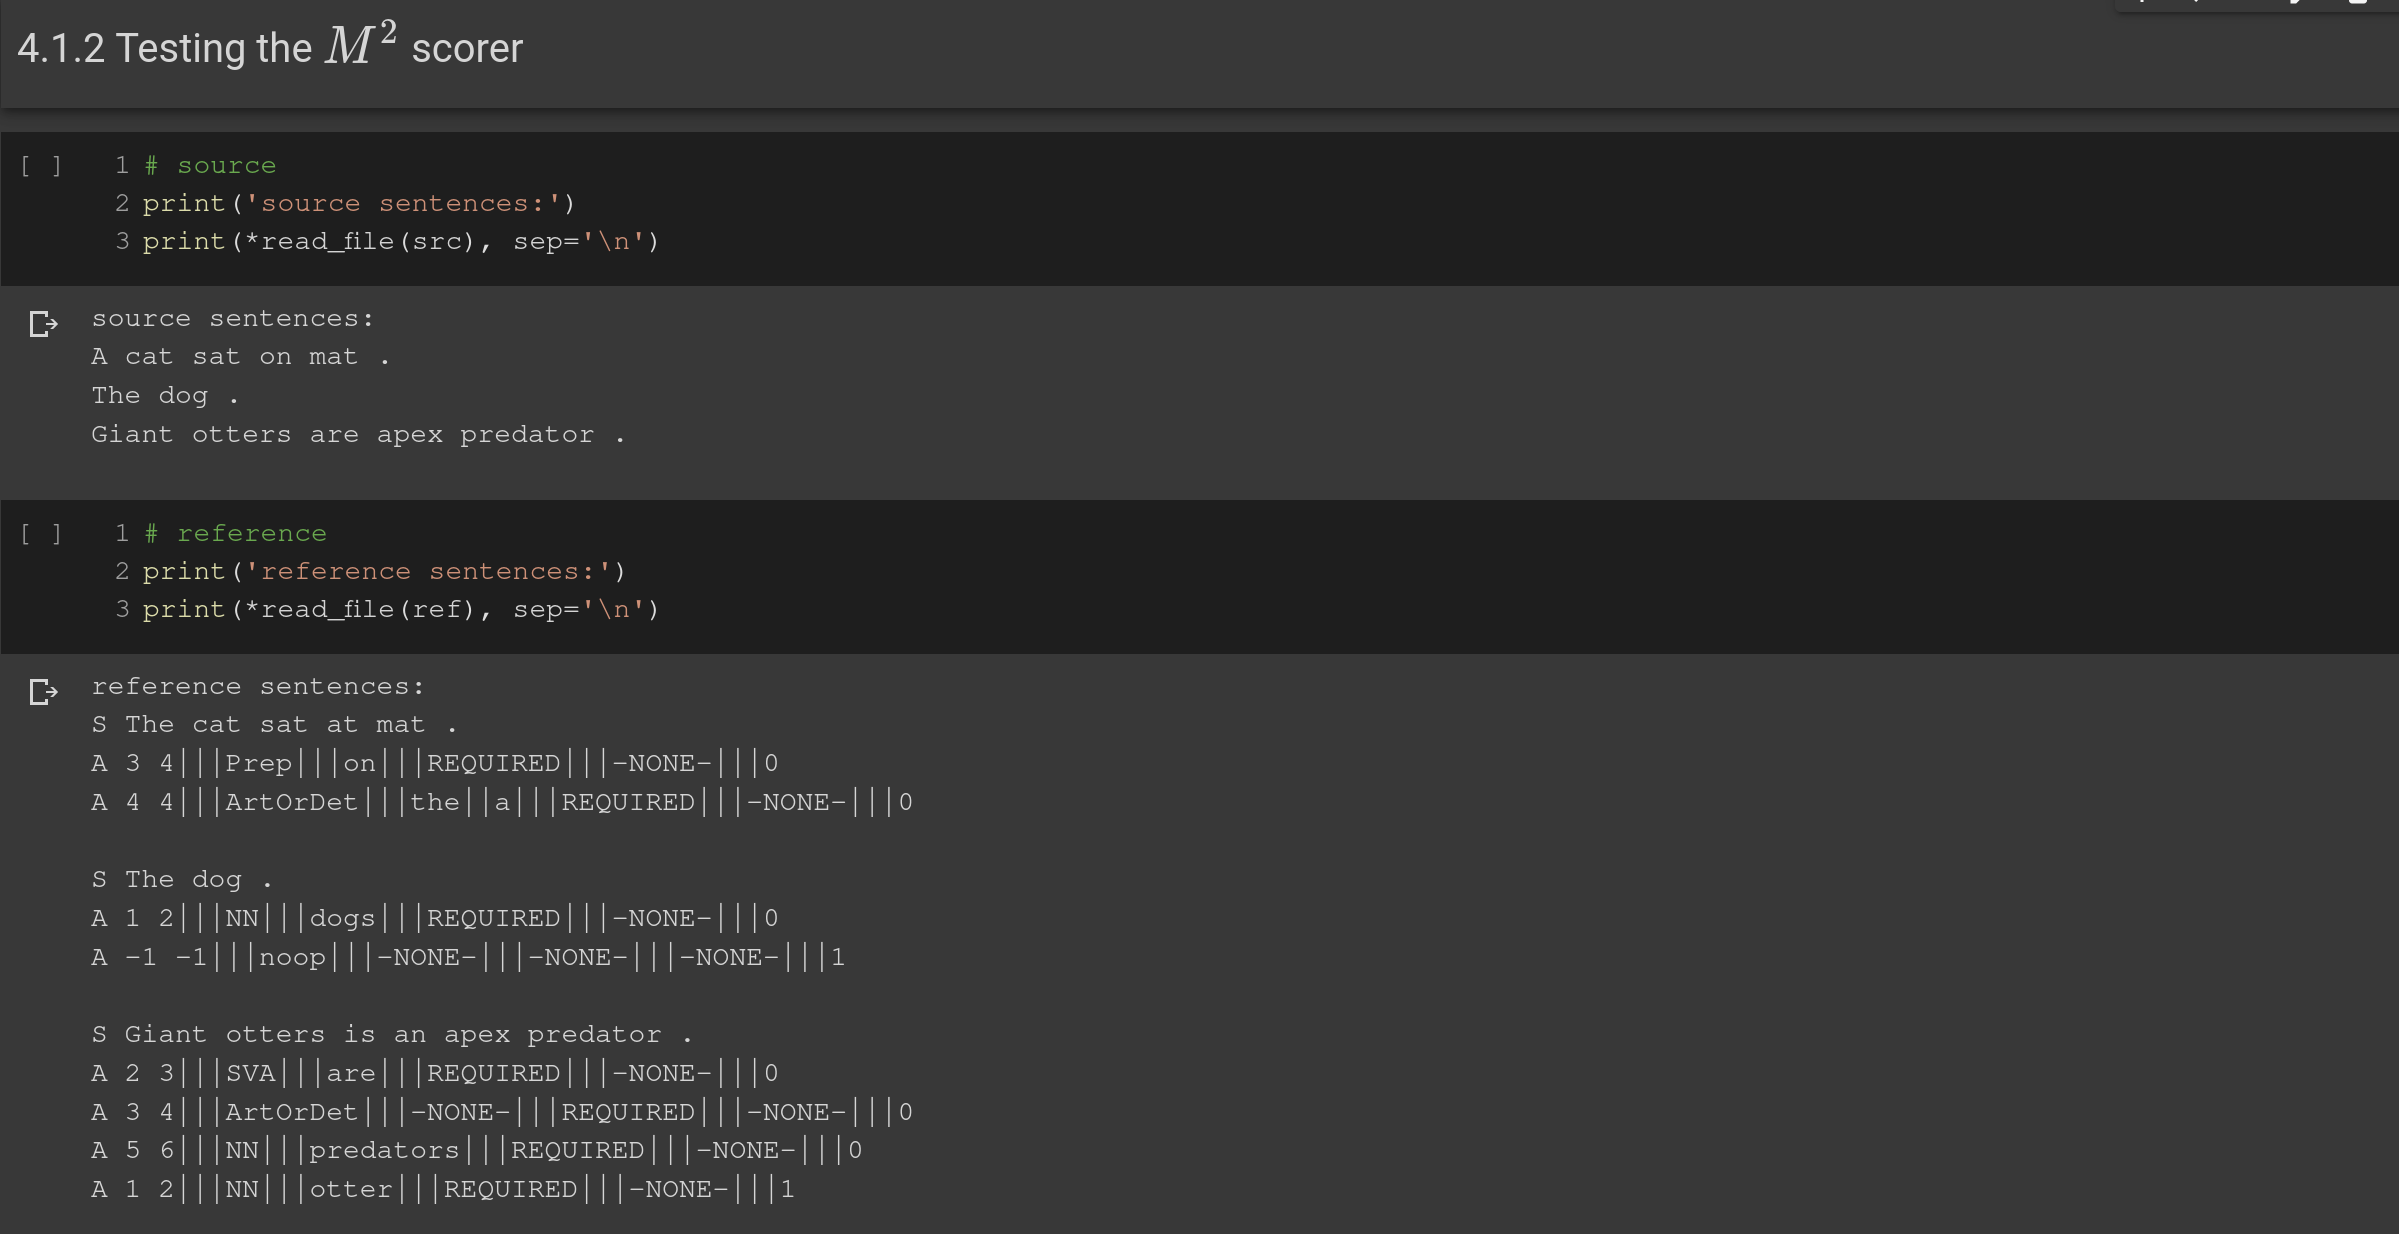 4.1.2 Testing the M² scorer
[ ] 1 # source
2 print('source sentences:')
3 print(*read_file(src), sep='\n')
source sentences:
A cat sat on mat .
The dog .
Giant otters are apex predator .
[ ] 1 # reference
2 print('reference sentences:')
3 print(*read_file(ref), sep='\n')
reference sentences:
S The cat sat at mat .
A 3 4|||Prep|||on|||REQUIRED|||-NONE-|||0
A 4 4|||ArtOrDet|||the||a|||REQUIRED|||-NONE-|||0
S The dog .
A 1 2|||NN|||dogs|||REQUIRED|||-NONE-|||0
A -1 -1|||noop|||-NONE-|||-NONE-|||-NONE-|||1
S Giant otters is an apex predator .
A 2 3|||SVA|||are|||REQUIRED|||-NONE-|||0
A 3 4|||ArtOrDet|||-NONE-|||REQUIRED|||-NONE-|||0
A 5 6|||NN|||predators|||REQUIRED|||-NONE-|||0
A 1 2|||NN|||otter|||REQUIRED|||-NONE-|||1